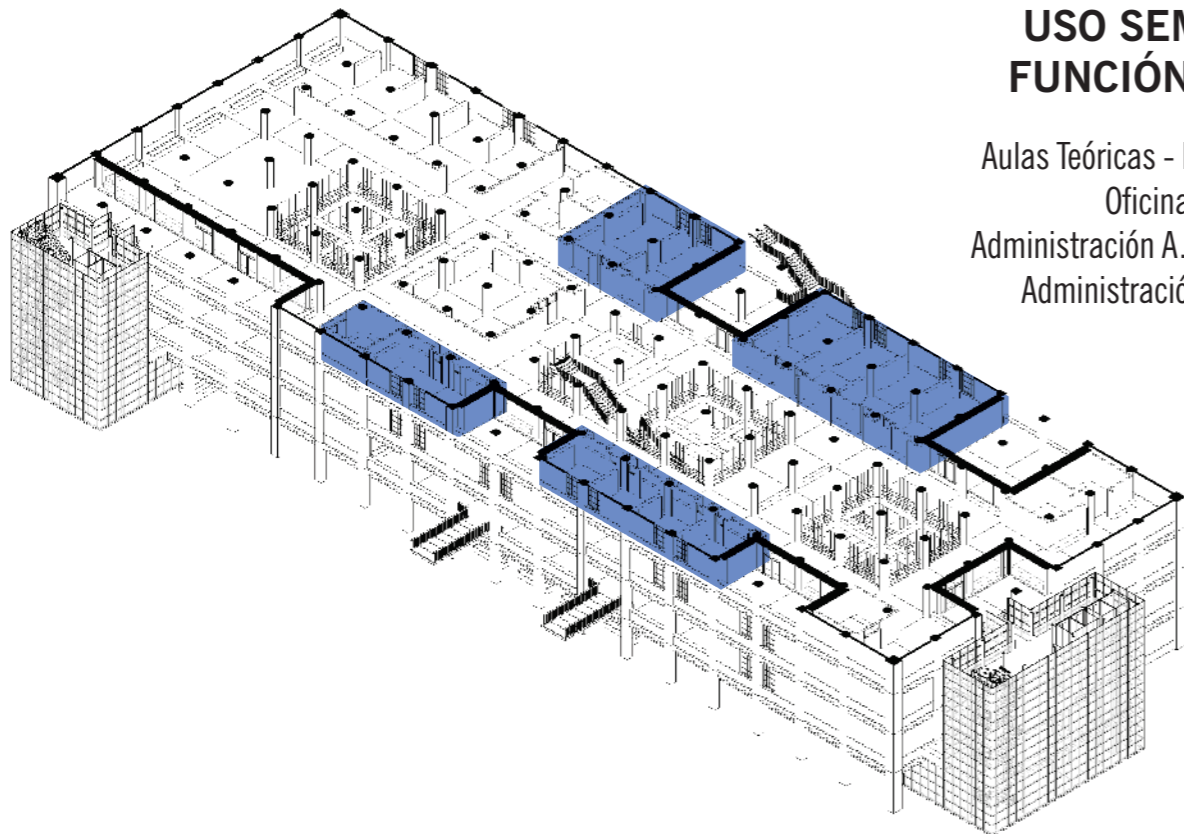 USO SEM
FUNCIÓN
Aulas Teóricas -
Oficina
Administración A.
Administració